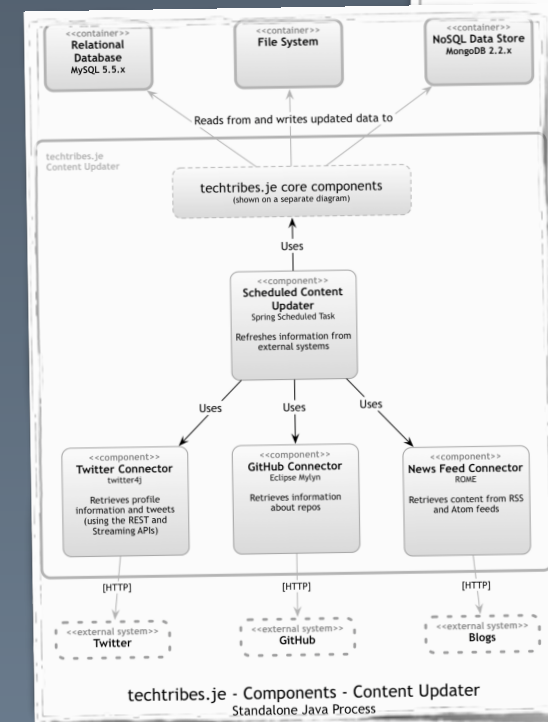 <<container>>
Relational
Database
MySQL 5.5.x
<<container>>
File System
<<container>>
NoSQL Data Store
MongoDB 2.2.x
Reads from and writes updated data to
techtribes.je
Content Updater
techtribes.je core components
(shown on a separate diagram)
Uses
<<component>>
Scheduled Content
Updater
Spring Scheduled Task
Refreshes information from
external systems
Uses
Uses
Uses
<<component>>
Twitter Connector
twitter4j
Retrieves profile
information and tweets
(using the REST and
Streaming APIs)
<<component>>
GitHub Connector
Eclipse Mylyn
Retrieves information
about repos
<<component>>
News Feed Connector
ROME
Retrieves content from RSS
and Atom feeds
[HTTP]
[HTTP]
[HTTP]
<<external system>>
Twitter
<<external system>>
GitHub
<<external system>>
Blogs
techtribes.je - Components - Content Updater
Standalone Java Process